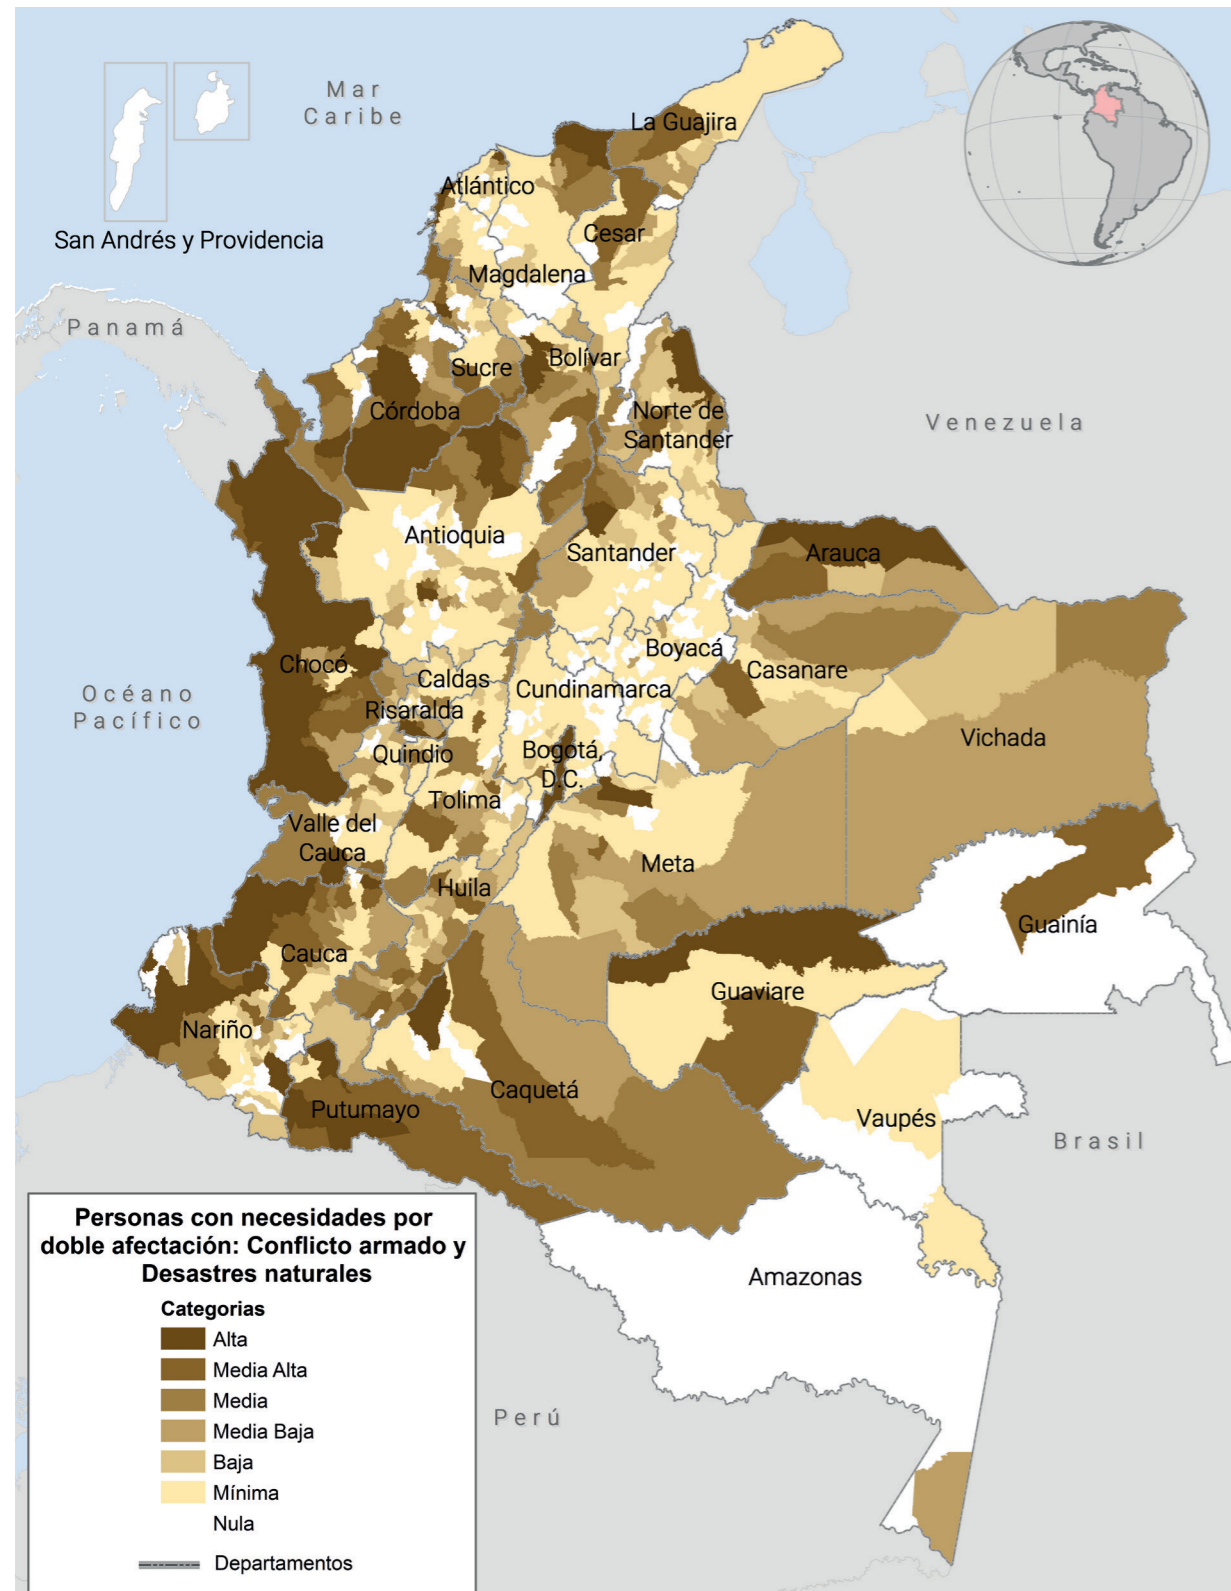 Mar
Caribe
La Guajira
Atlántico
San Andrés y Providencia
Cesar
Magdalena
Panamá
Bolívar
Sucre
Córdoba
Norte de
Santander
Venezuela
Antioquia
Santander
Arauca
Boyacá
Chocó
Casanare
Caldas
Cundinamarca
Océano
Pacífico
Risaralda
Vichada
Quindio
Bogotá,
D.C.
Tolima
Valle del
Cauca
Meta
Huila
Guainía
Cauca
Guaviare
Nariño
Caquetá
Putumayo
Vaupés
Brasil
Amazonas
Perú
Personas con necesidades por
doble afectación: Conflicto armado y
Desastres naturales
Categorias
Alta
Media Alta
Media
Media Baja
Baja
Mínima
Nula
Departamentos